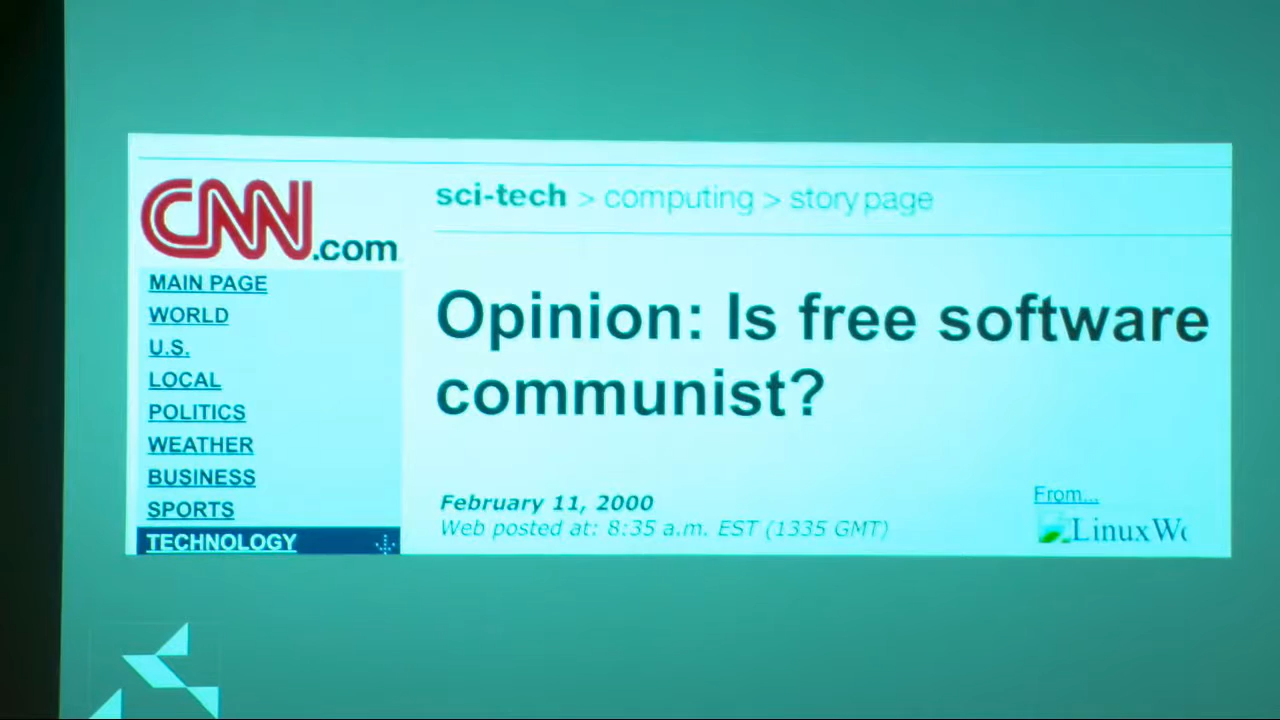 CNN.com
MAIN PAGE
WORLD
U.S.
LOCAL
POLITICS
WEATHER
BUSINESS
SPORTS
TECHNOLOGY
sci-tech > computing > story page
Opinion: Is free software
communist?
February 11, 2000
Web posted at: 8:35 a.m. EST (1335 GMT)
From...